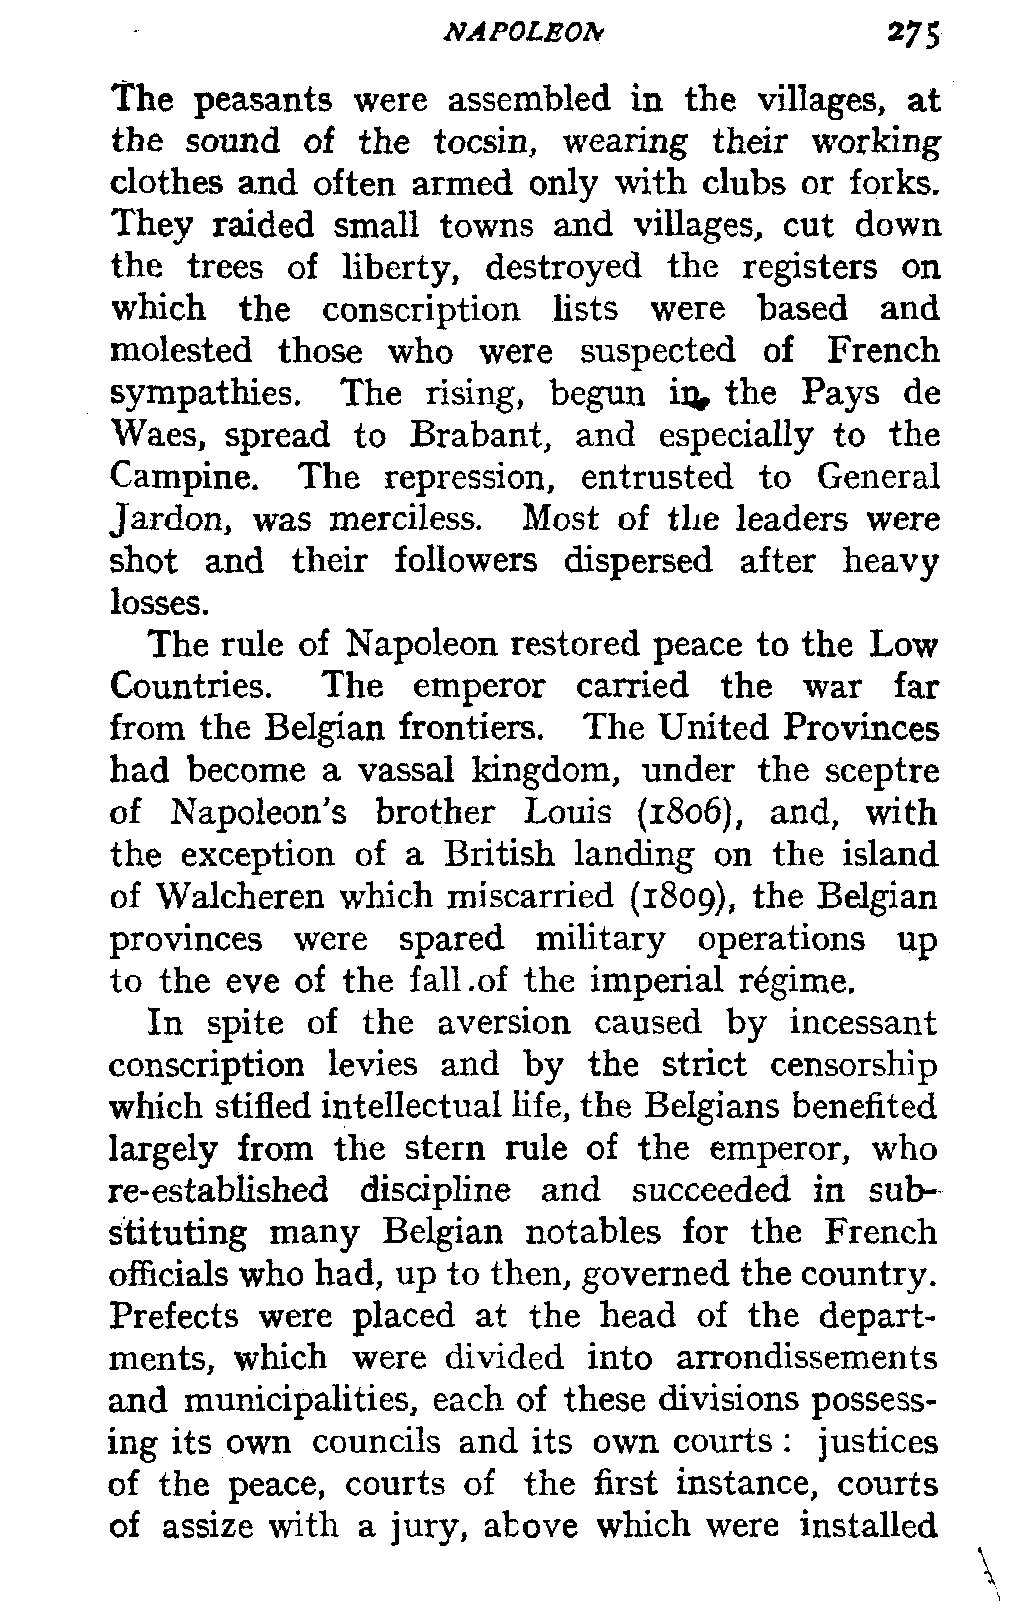 NAPOLEON 275
The peasants were assembled in the villages, at
the sound of the tocsin, wearing their working
clothes and often armed only with clubs or forks.
They raided small towns and villages, cut down
the trees of liberty, destroyed the registers on
which the conscription lists were based and
molested those who were suspected of French
sympathies. The rising, begun in the Pays de
Waes, spread to Brabant, and especially to the
Campine. The repression, entrusted to General
Jardon, was merciless. Most of the leaders were
shot and their followers dispersed after heavy
losses.
The rule of Napoleon restored peace to the Low
Countries. The emperor carried the war far
from the Belgian frontiers. The United Provinces
had become a vassal kingdom, under the sceptre
of Napoleon's brother Louis (1806), and, with
the exception of a British landing on the island
of Walcheren which miscarried (1809), the Belgian
provinces were spared military operations up
to the eve of the fall of the imperial régime.
In spite of the aversion caused by incessant
conscription levies and by the strict censorship
which stifled intellectual life, the Belgians benefited
largely from the stern rule of the emperor, who
re-established discipline and succeeded in sub-
stituting many Belgian notables for the French
officials who had, up to then, governed the country.
Prefects were placed at the head of the depart-
ments, which were divided into arrondissements
and municipalities, each of these divisions possess-
ing its own councils and its own courts : justices
of the peace, courts of the first instance, courts
of assize with a jury, above which were installed